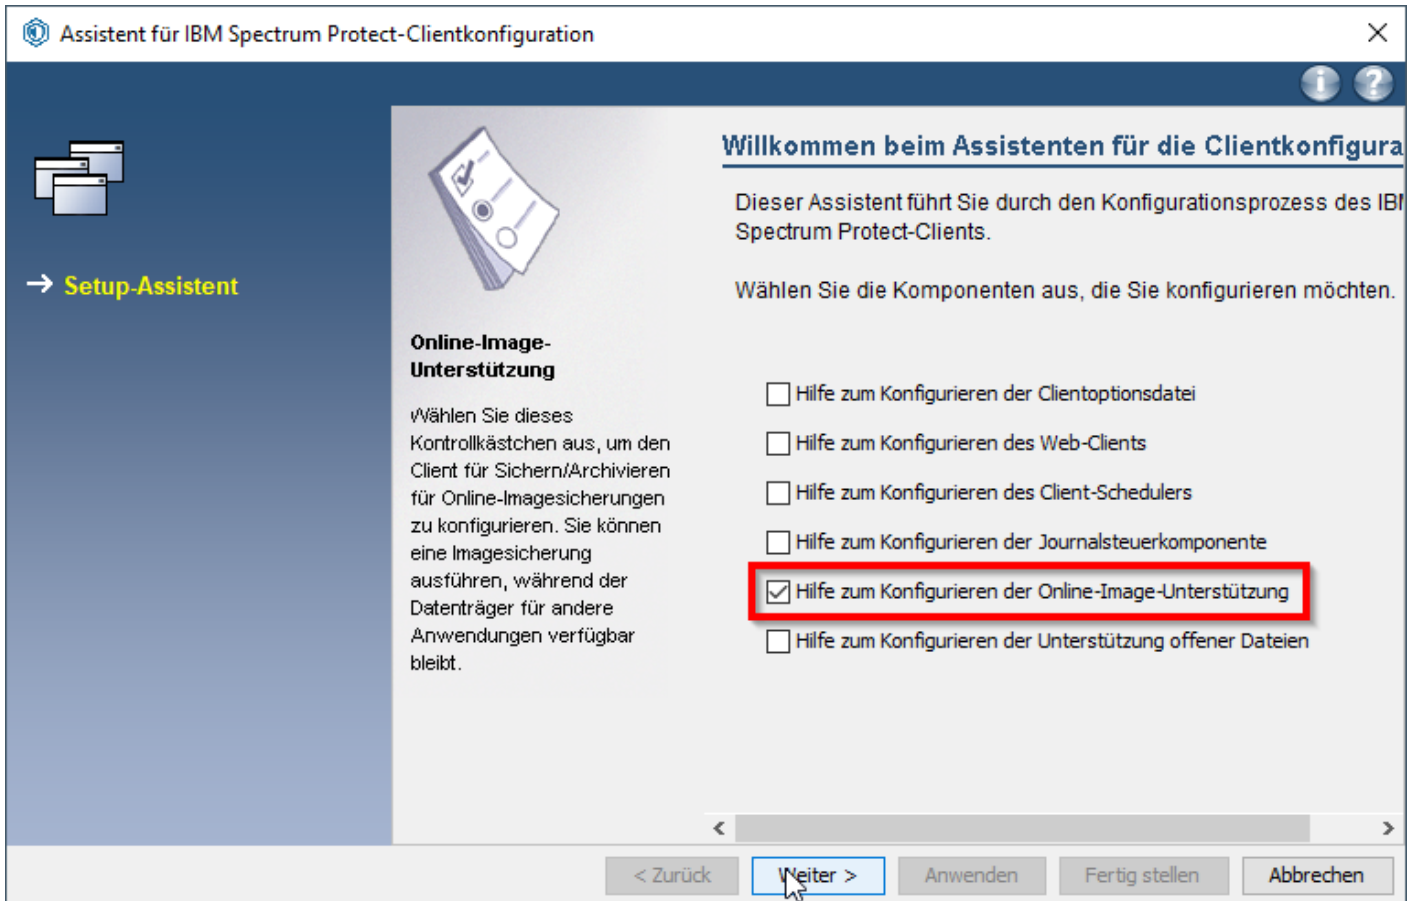 Assistent für IBM Spectrum Protect-Clientkonfiguration
Setup-Assistent
Online-Image-
Unterstützung
Wählen Sie dieses
Kontrollkästchen aus, um den
Client für Sichern/Archivieren
für Online-Imagesicherungen
zu konfigurieren. Sie können
eine Imagesicherung
ausführen, während der
Datenträger für andere
Anwendungen verfügbar
bleibt.
Willkommen beim Assistenten für die Clientkonfigura
Dieser Assistent führt Sie durch den Konfigurationsprozess des IBM
Spectrum Protect-Clients.
Wählen Sie die Komponenten aus, die Sie konfigurieren möchten.
Hilfe zum Konfigurieren der Clientoptionsdatei
Hilfe zum Konfigurieren des Web-Clients
Hilfe zum Konfigurieren des Client-Schedulers
Hilfe zum Konfigurieren der Journalsteuerkomponente
Hilfe zum Konfigurieren der Online-Image-Unterstützung
Hilfe zum Konfigurieren der Unterstützung offener Dateien
< Zurück
Weiter >
Anwenden
Fertig stellen
Abbrechen